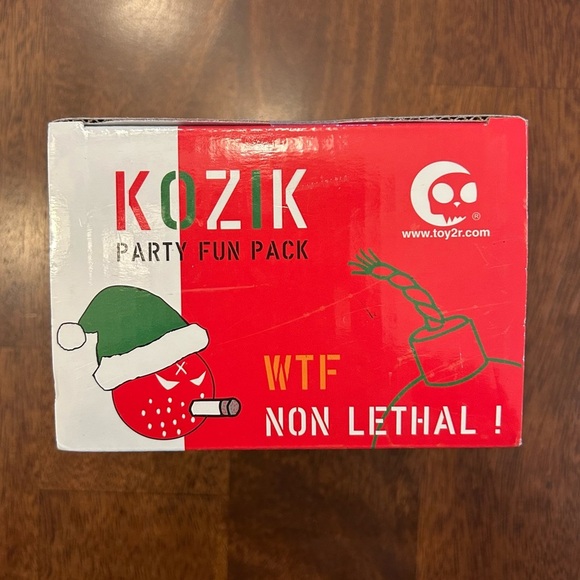 KOZIK
PARTY FUN PACK
®
www.toy2r.com
WTF
NON LETHAL !